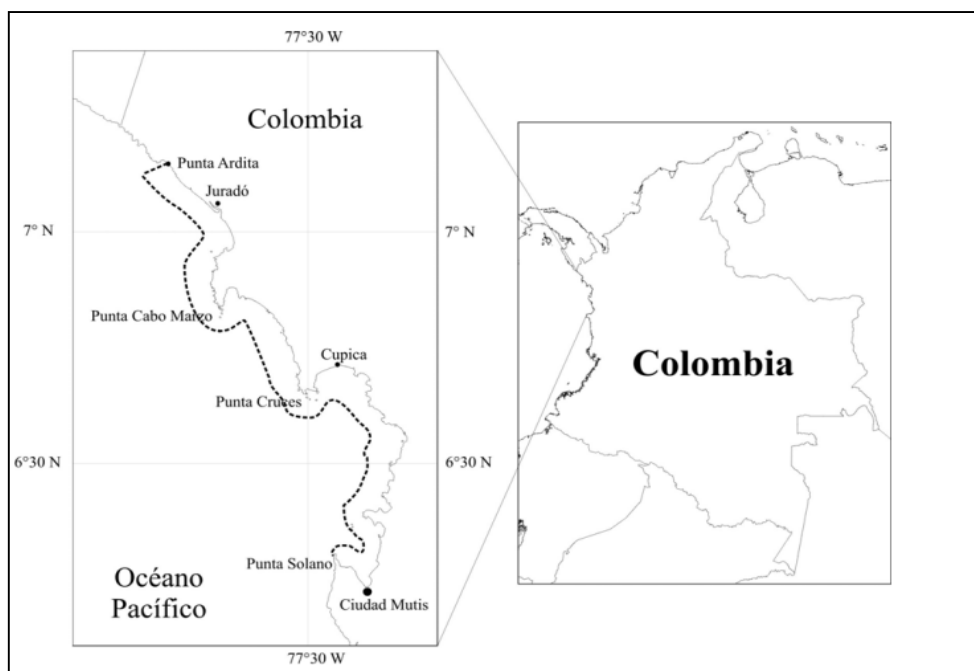 77°30 W
Colombia
Punta Ardita
Juradó
7° N
7° N
Punta Cabo Marzo
Cupica
Punta Cruces
6°30 N
6°30 N
Punta Solano
Océano
Pacífico
Ciudad Mutis
77°30 W
Colombia